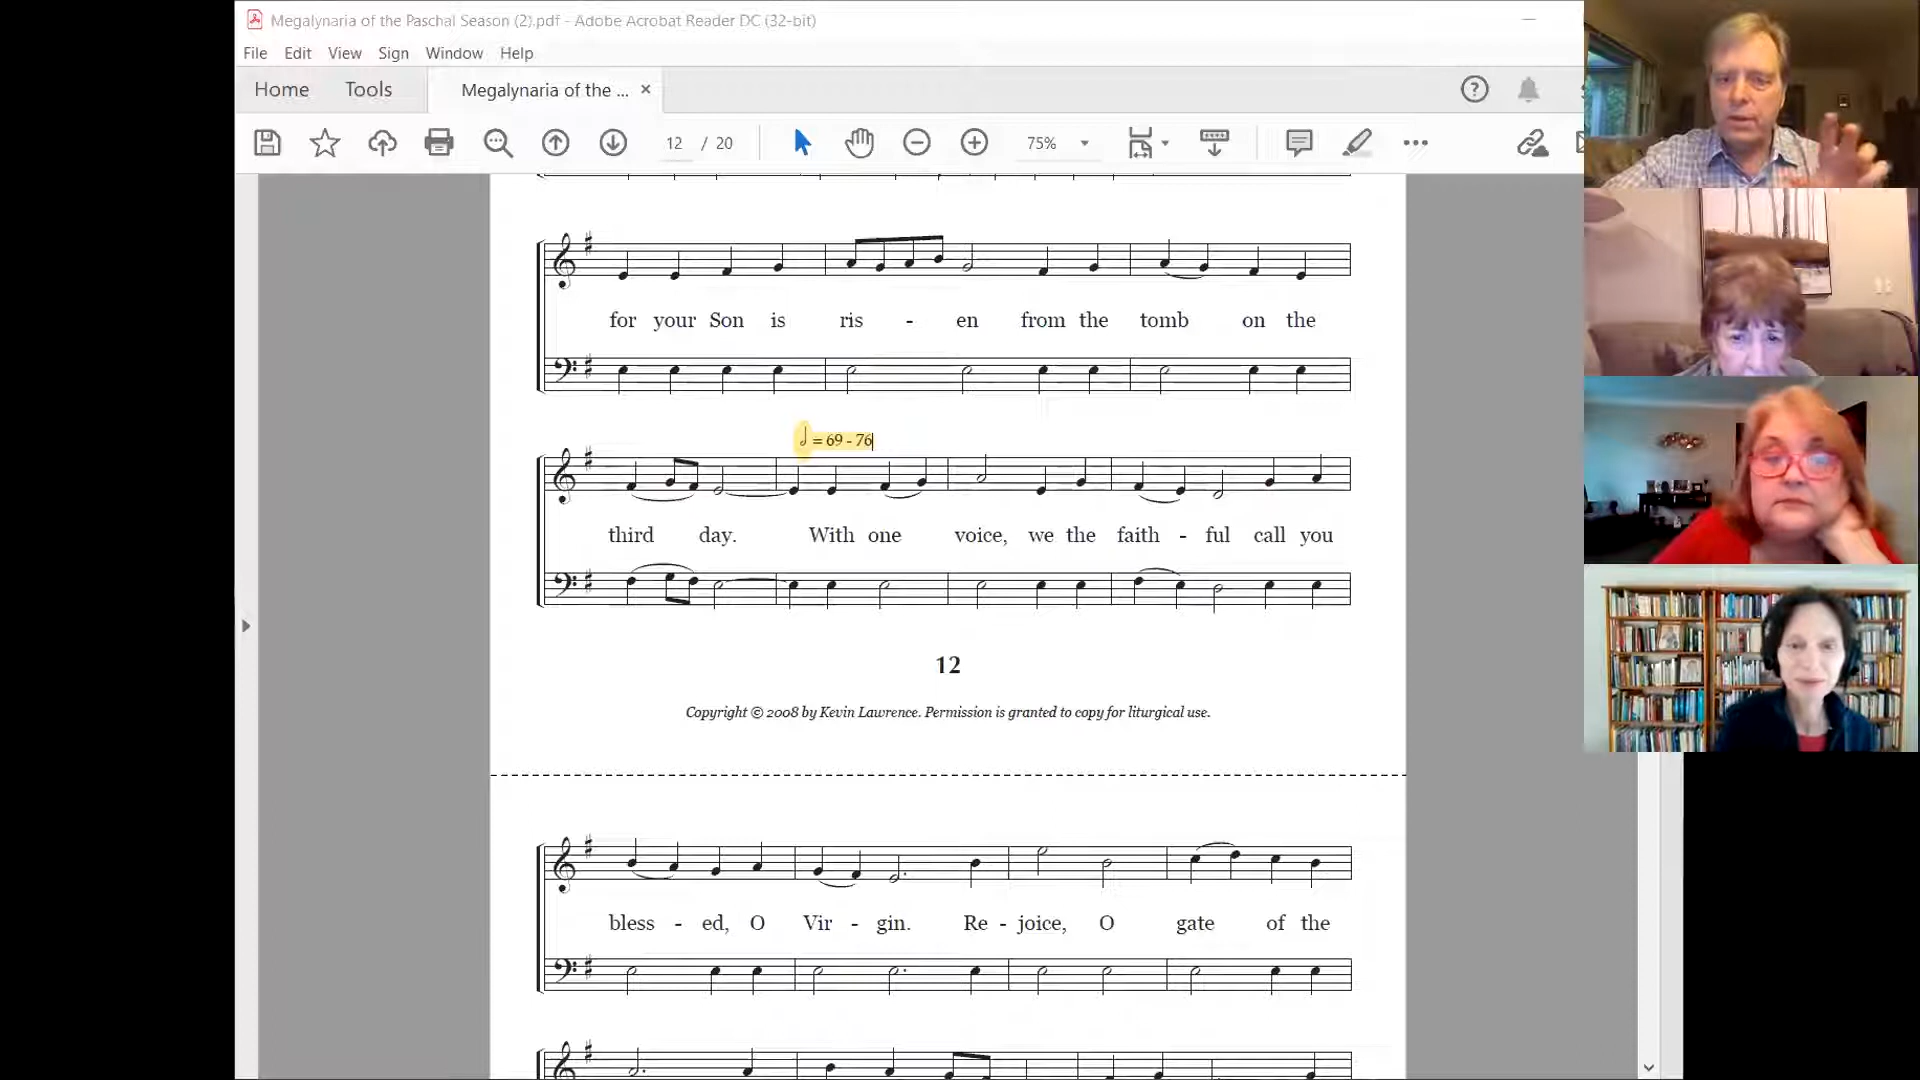 Megalynaria of the Paschal Season (2).pdf - Adobe Acrobat Reader DC (32-bit)
File Edit View Sign Window Help
Home Tools Megalynaria of the ... ×
12 / 20 75%
for your Son is ris - en from the tomb on the
= 69 - 76
third day. With one voice, we the faith - ful call you
12
Copyright © 2008 by Kevin Lawrence. Permission is granted to copy for liturgical use.
bless - ed, O Vir - gin. Re - joice, O gate of the